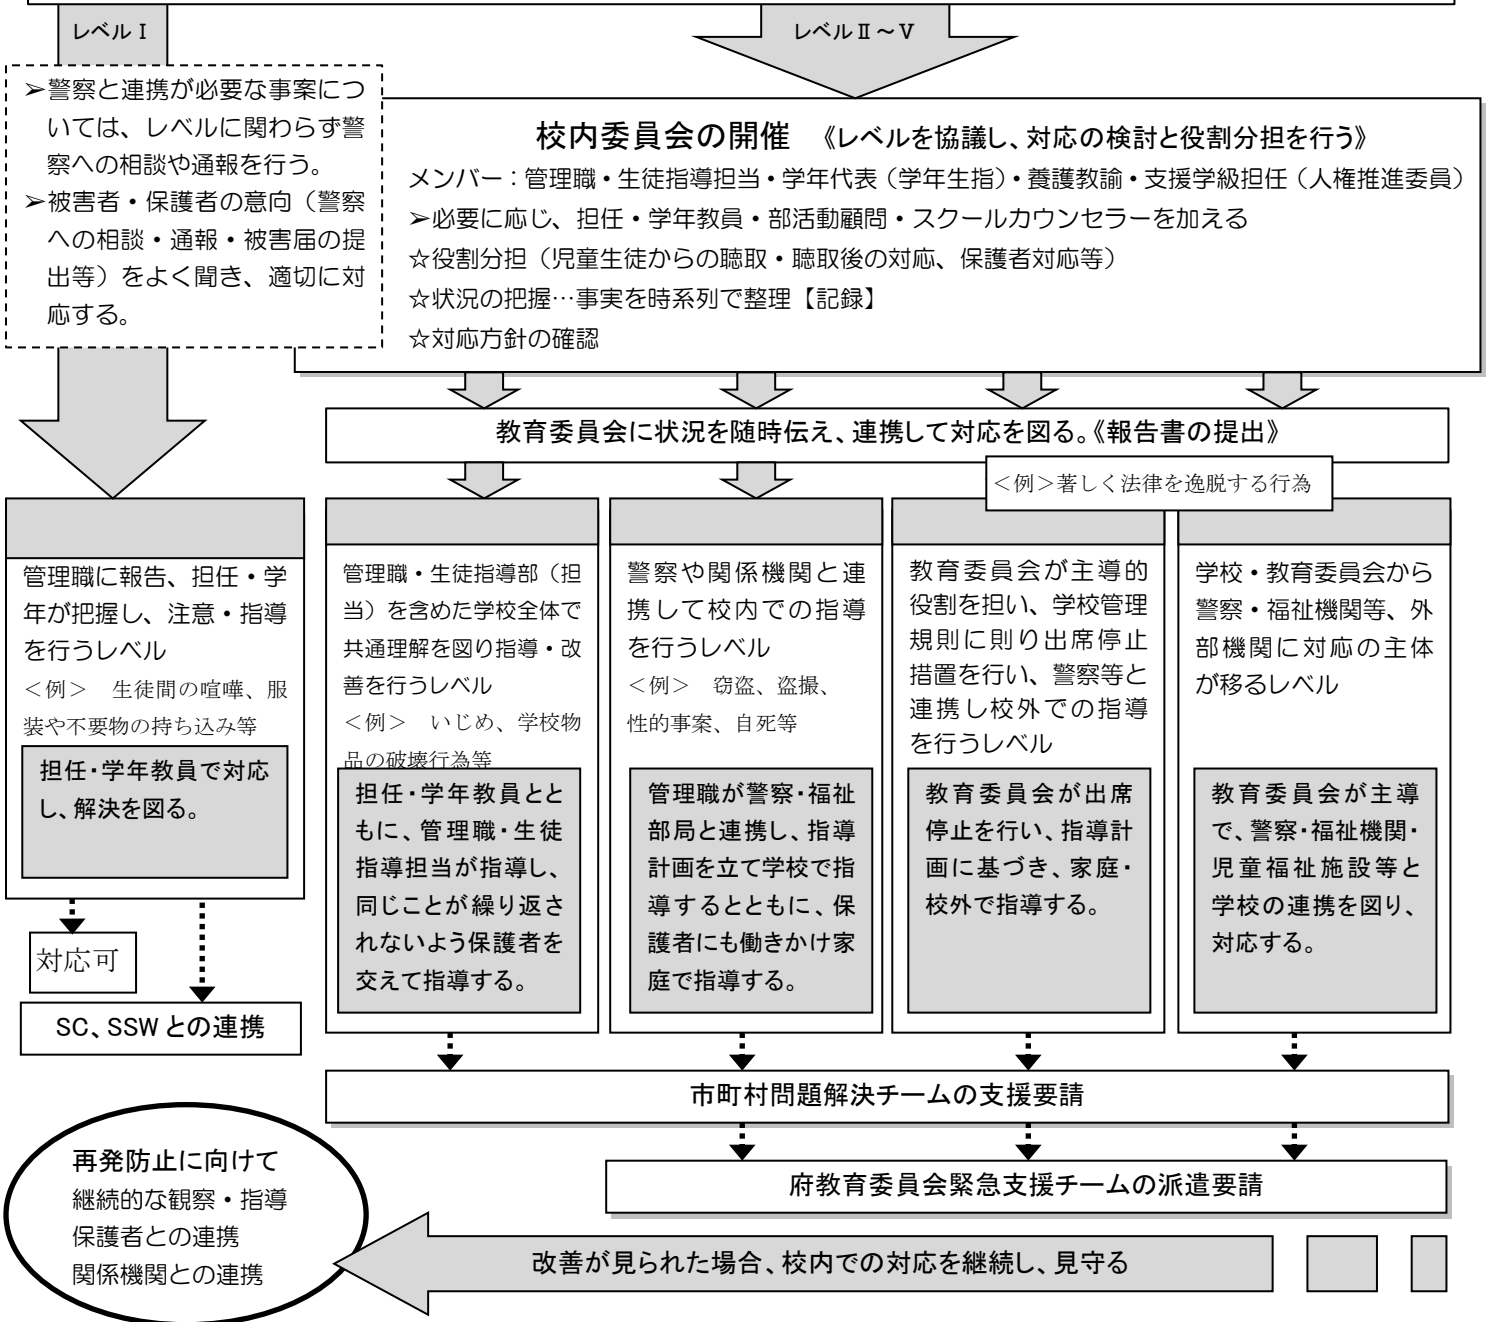 レベルⅠ
レベルⅡ～Ⅴ
➢警察と連携が必要な事案につ
いては、レベルに関わらず警
察への相談や通報を行う。
➢被害者・保護者の意向（警察
への相談・通報・被害届の提
出等）をよく聞き、適切に対
応する。
校内委員会の開催　《レベルを協議し、対応の検討と役割分担を行う》
メンバー：管理職・生徒指導担当・学年代表（学年生指）・養護教諭・支援学級担任（人権推進委員）
➢必要に応じ、担任・学年教員・部活動顧問・スクールカウンセラーを加える
☆役割分担（児童生徒からの聴取・聴取後の対応、保護者対応等）
☆状況の把握…事実を時系列で整理【記録】
☆対応方針の確認
教育委員会に状況を随時伝え、連携して対応を図る。《報告書の提出》
＜例＞著しく法律を逸脱する行為
管理職に報告、担任・学
年が把握し、注意・指導
を行うレベル
＜例＞　生徒間の喧嘩、服
装や不要物の持ち込み等
担任・学年教員で対応
し、解決を図る。
対応可
SC、SSWとの連携
管理職・生徒指導部（担
当）を含めた学校全体で
共通理解を図り指導・改
善を行うレベル
＜例＞　いじめ、学校物
品の破壊行為等
担任・学年教員とと
もに、管理職・生徒
指導担当が指導し、
同じことが繰り返さ
れないよう保護者を
交えて指導する。
警察や関係機関と連
携して校内での指導
を行うレベル
＜例＞　窃盗、盗撮、
性的事案、自死等
管理職が警察・福祉
部局と連携し、指導
計画を立て学校で指
導するとともに、保
護者にも働きかけ家
庭で指導する。
教育委員会が主導的
役割を担い、学校管理
規則に則り出席停止
措置を行い、警察等と
連携し校外での指導
を行うレベル
教育委員会が出席
停止を行い、指導計
画に基づき、家庭・
校外で指導する。
学校・教育委員会から
警察・福祉機関等、外
部機関に対応の主体
が移るレベル
教育委員会が主導
で、警察・福祉機関・
児童福祉施設等と
学校の連携を図り、
対応する。
市町村問題解決チームの支援要請
府教育委員会緊急支援チームの派遣要請
再発防止に向けて
継続的な観察・指導
保護者との連携
関係機関との連携
改善が見られた場合、校内での対応を継続し、見守る